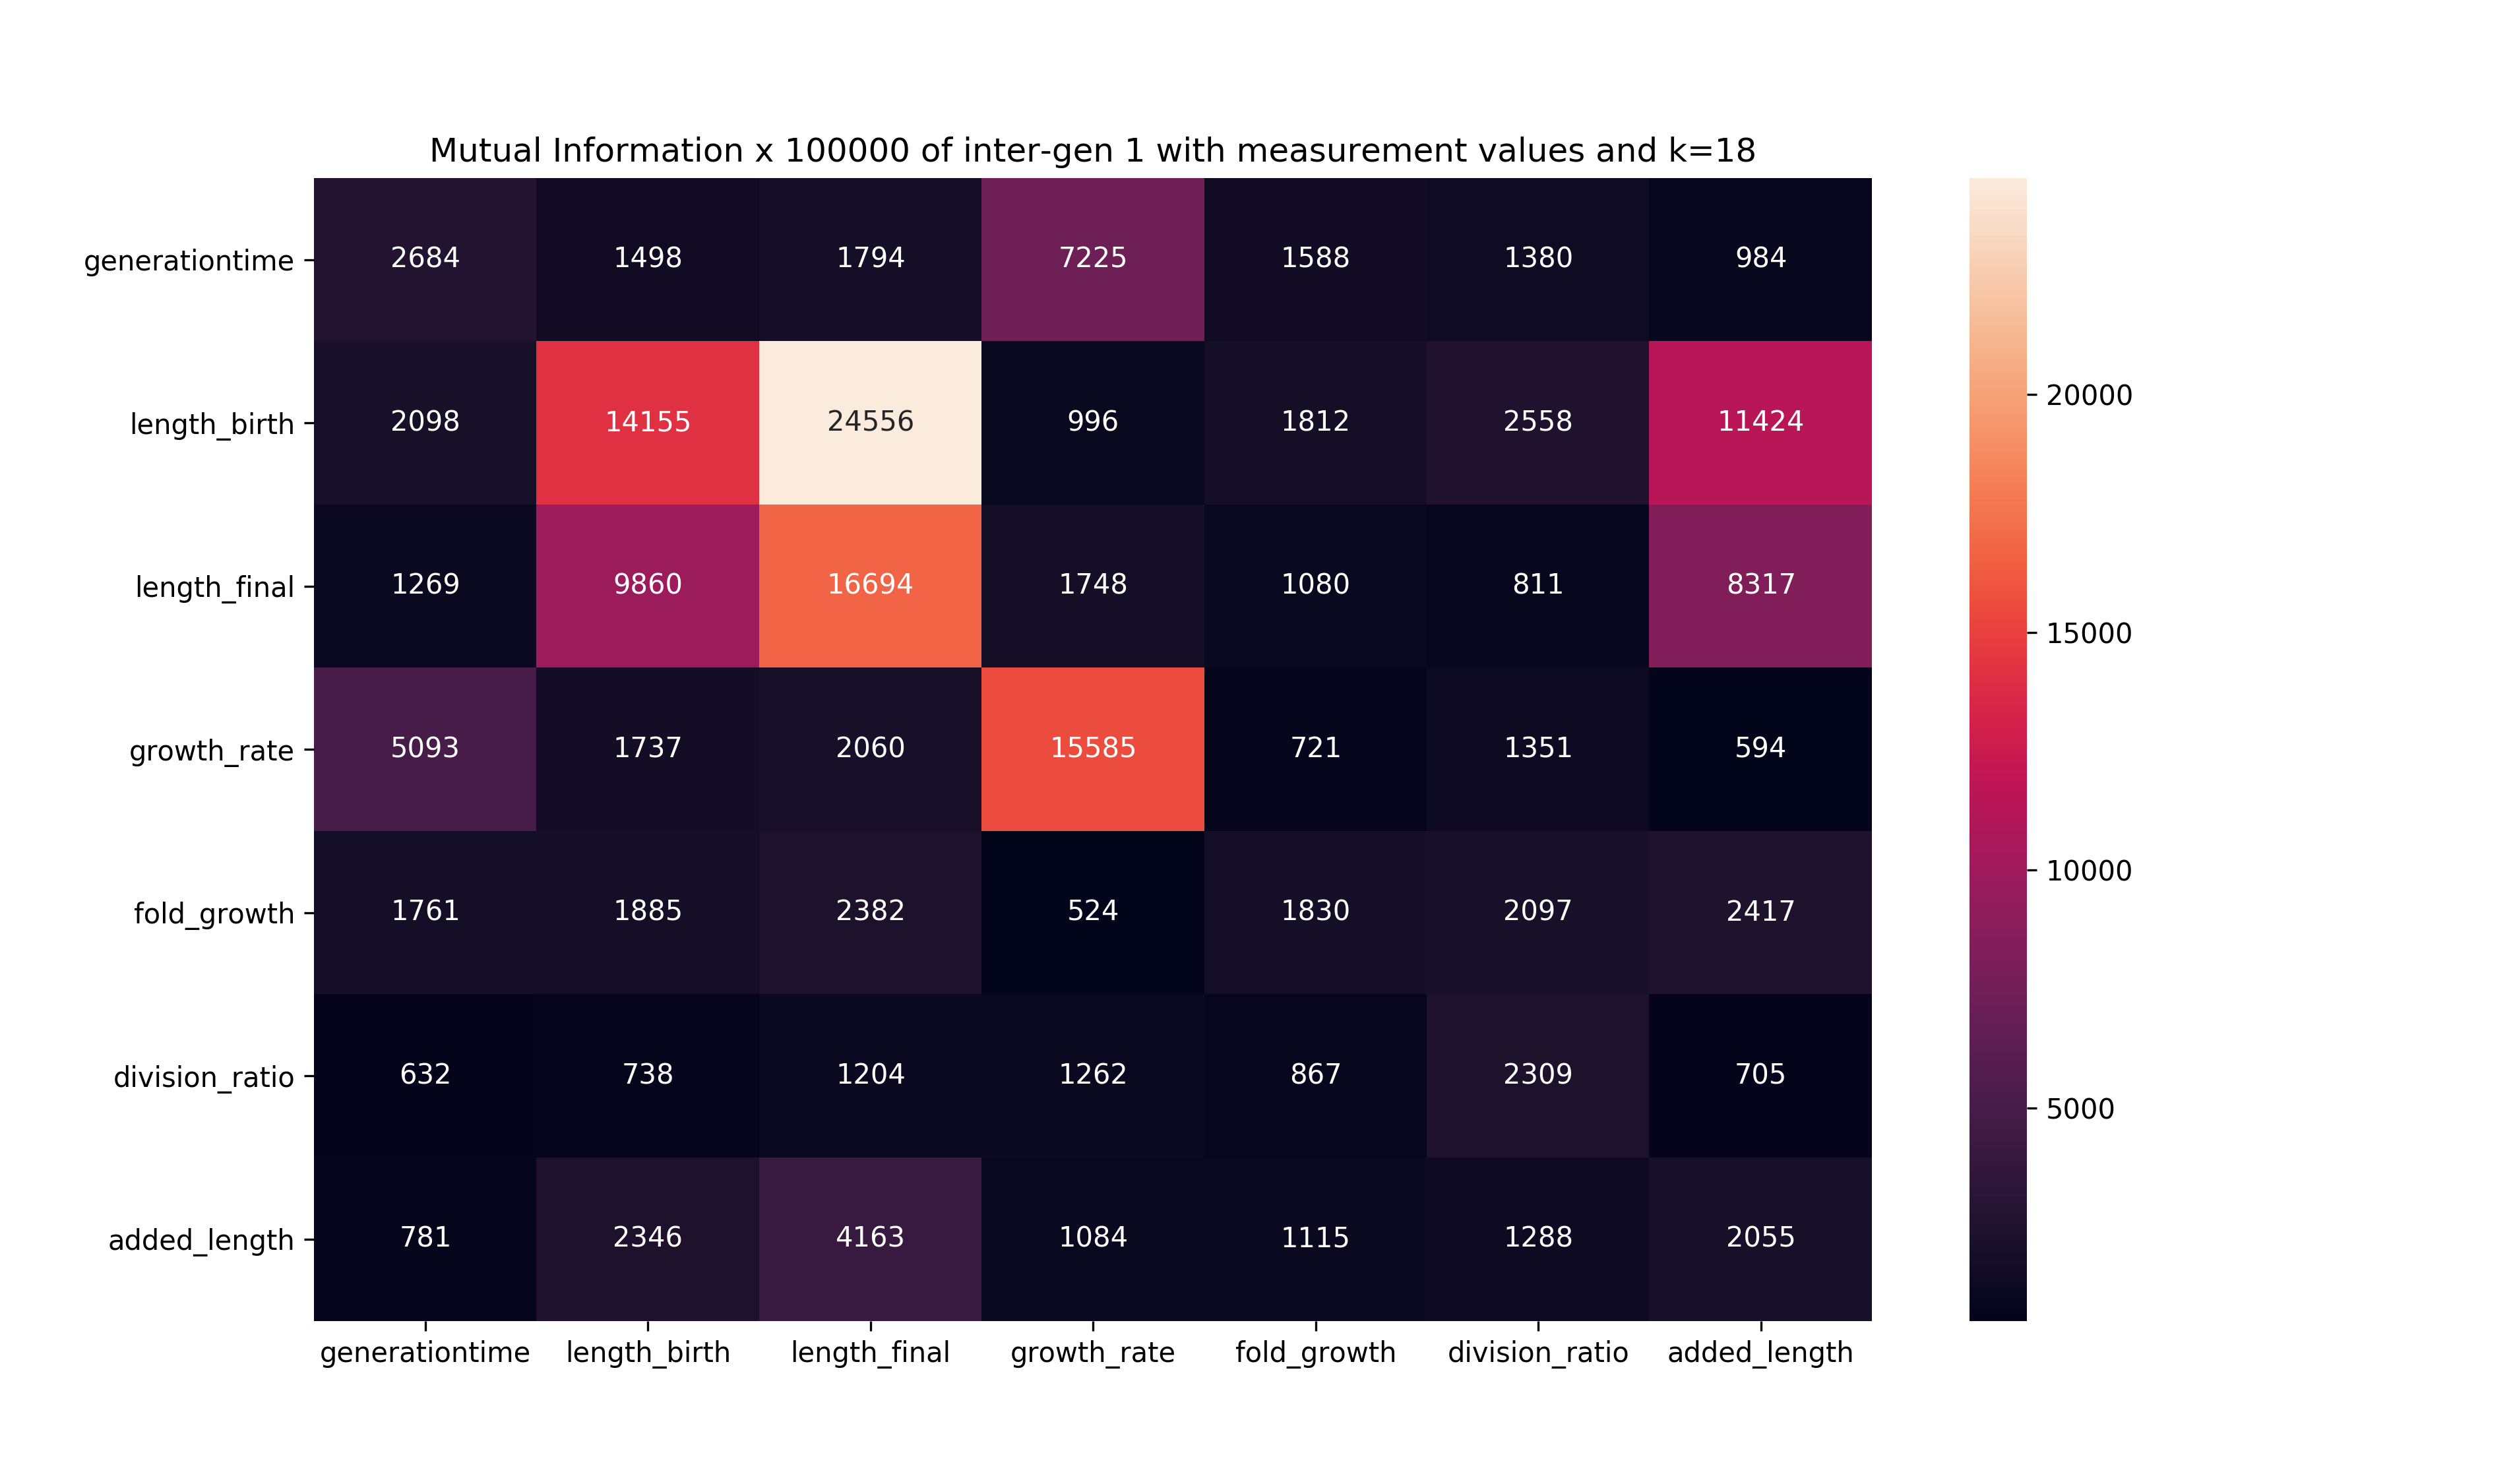 Mutual Information x 100000 of inter-gen 1 with measurement values and k=18
generationtime 2684 1498 1794 7225 1588 1380 984
length_birth 2098 14155 24556 996 1812 2558 11424
length_final 1269 9860 16694 1748 1080 811 8317
growth_rate 5093 1737 2060 15585 721 1351 594
fold_growth 1761 1885 2382 524 1830 2097 2417
division_ratio 632 738 1204 1262 867 2309 705
added_length 781 2346 4163 1084 1115 1288 2055
generationtime length_birth length_final growth_rate fold_growth division_ratio added_length
20000
15000
10000
5000